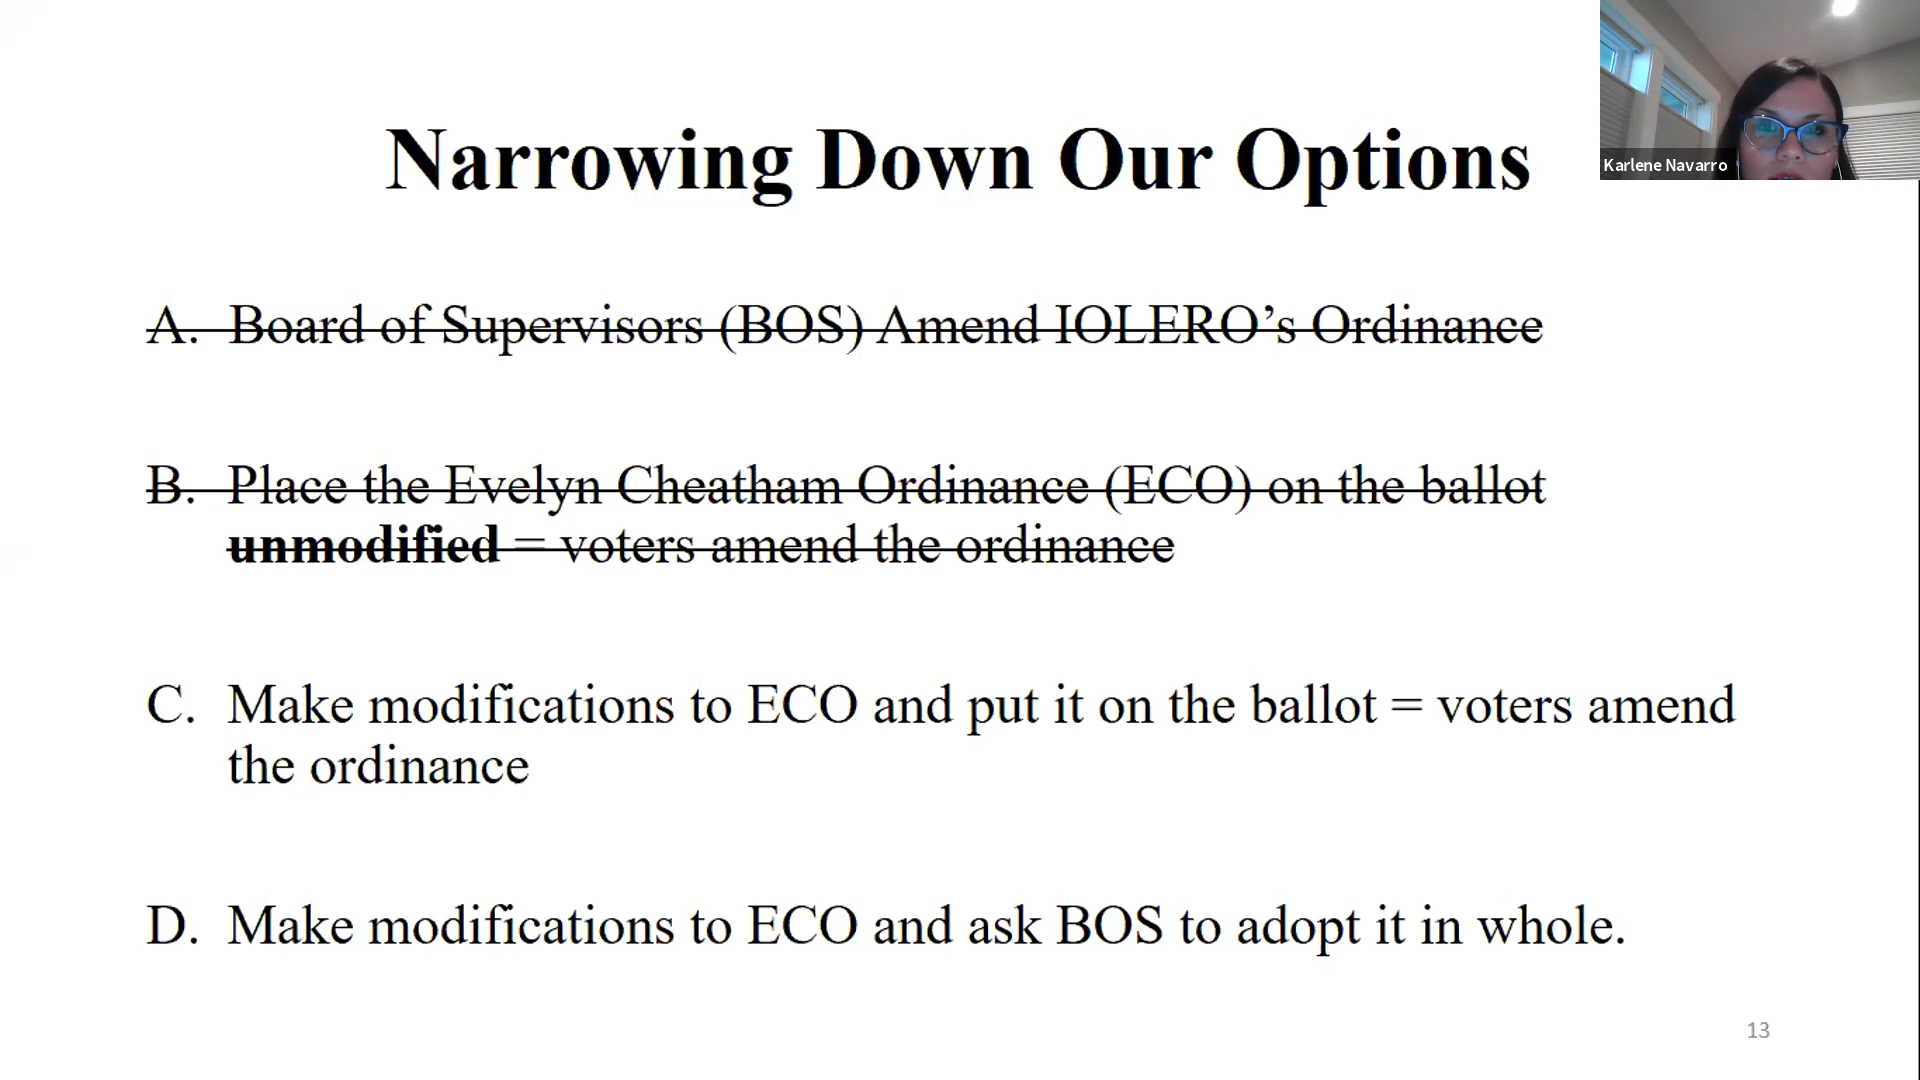 Narrowing Down Our Options
Karlene Navarro
A. Board of Supervisors (BOS) Amend IOLERO’s Ordinance
B. Place the Evelyn Cheatham Ordinance (ECO) on the ballot
unmodified = voters amend the ordinance
C. Make modifications to ECO and put it on the ballot = voters amend
the ordinance
D. Make modifications to ECO and ask BOS to adopt it in whole.
13